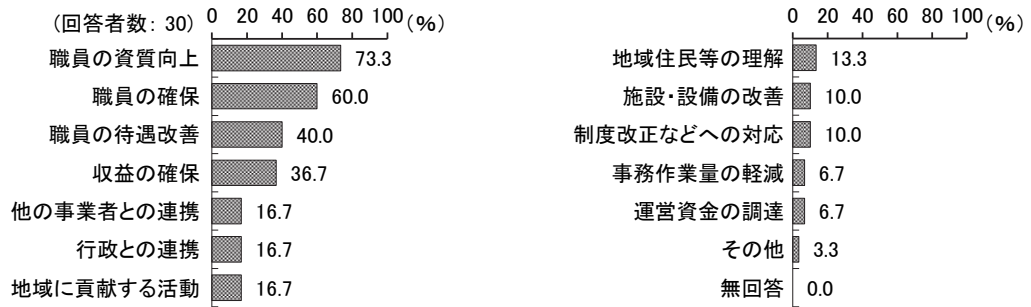 (回答者数: 30)
0 20 40 60 80 100 (%)
職員の資質向上 73.3
職員の確保 60.0
職員の待遇改善 40.0
収益の確保 36.7
他の事業者との連携 16.7
行政との連携 16.7
地域に貢献する活動 16.7
0 20 40 60 80 100 (%)
地域住民等の理解 13.3
施設・設備の改善 10.0
制度改正などへの対応 10.0
事務作業量の軽減 6.7
運営資金の調達 6.7
その他 3.3
無回答 0.0